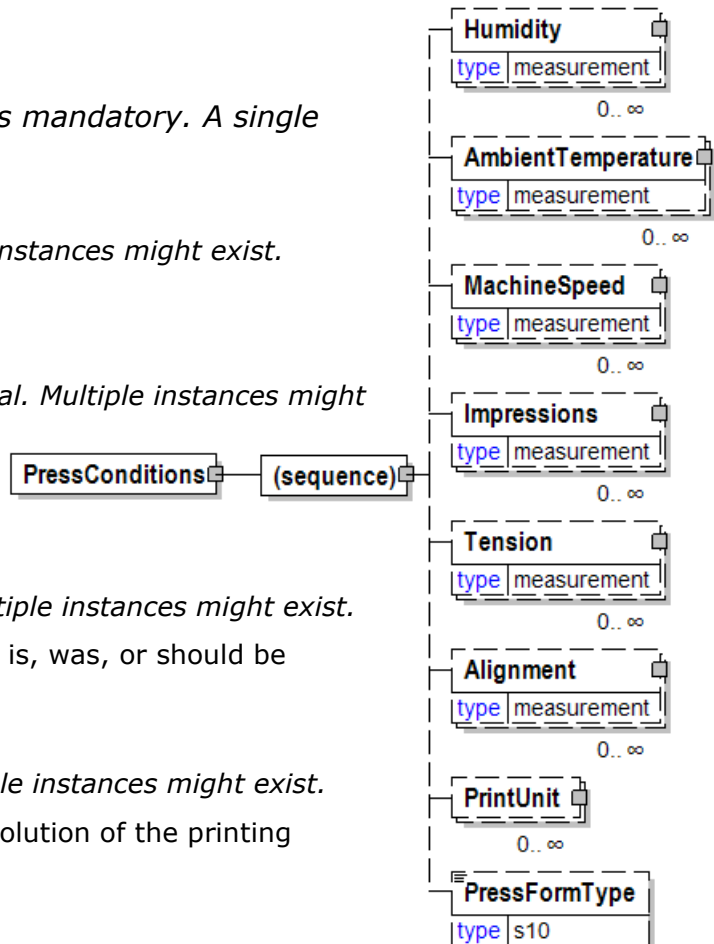 s mandatory. A single
nstances might exist.
al. Multiple instances might
tiple instances might exist.
is, was, or should be
le instances might exist.
solution of the printing
PressConditions
(sequence)
Humidity
type measurement
0.. ∞
AmbientTemperature
type measurement
0.. ∞
MachineSpeed
type measurement
0.. ∞
Impressions
type measurement
0.. ∞
Tension
type measurement
0.. ∞
Alignment
type measurement
0.. ∞
PrintUnit
0.. ∞
PressFormType
type s10